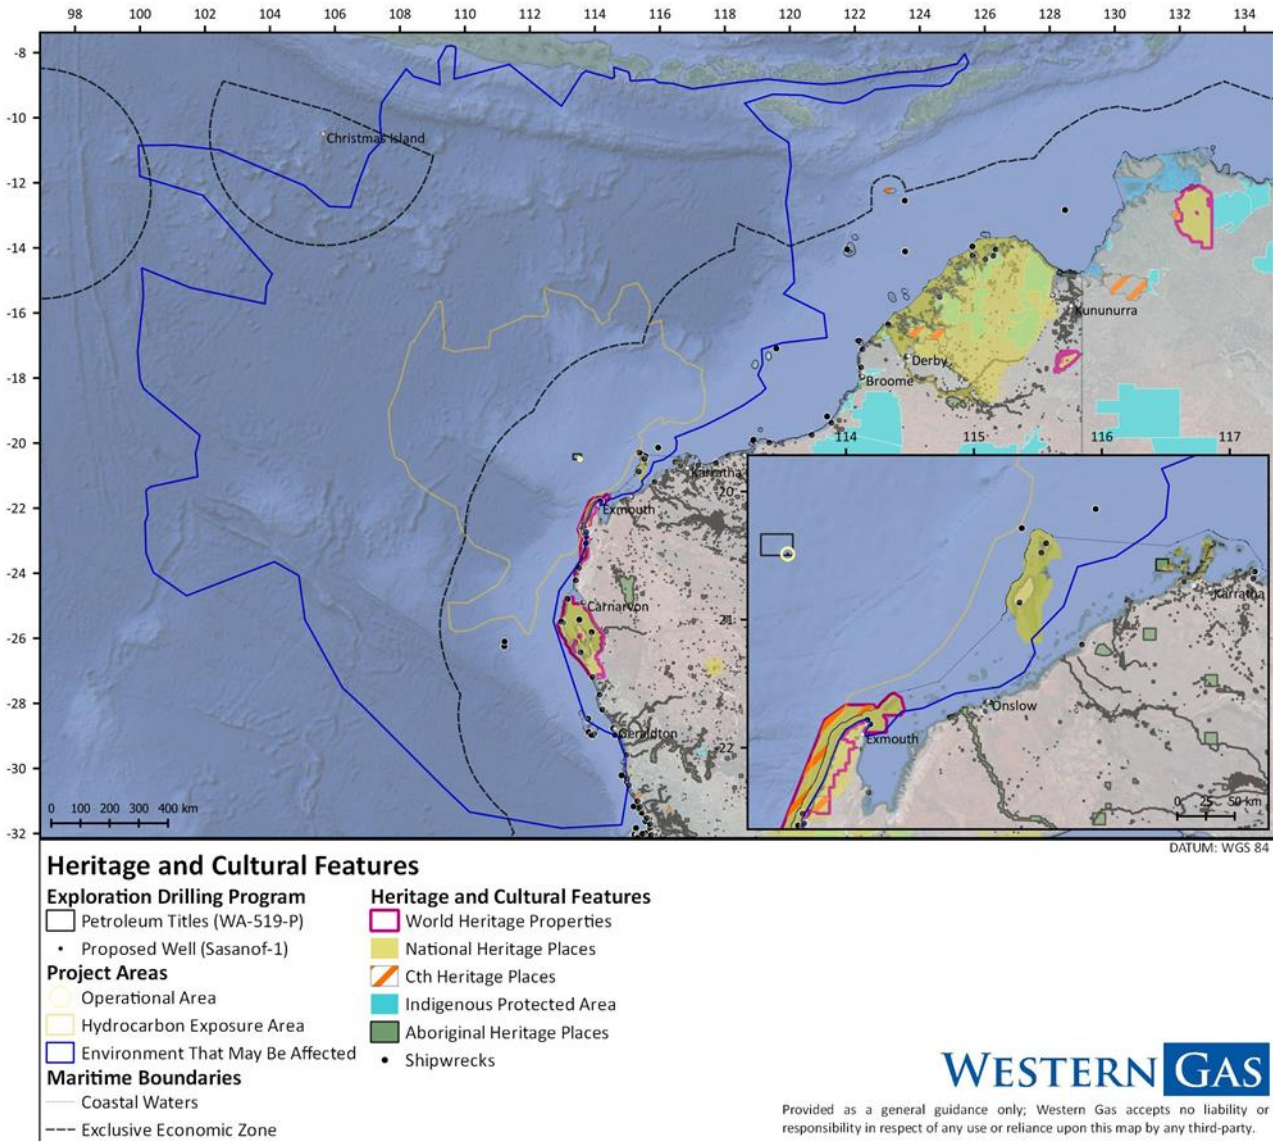 98 100 102 104 106 108 110 112 114 116 118 120 122 124 126 128 130 132 134
-8
-10
Christmas Island
-12
-14
-16
Kununurra
-18
Derby
Broome
-20
114 115 116 117
Karratha
-20
-22
Exmouth
-24
Carnarvon
Karratha
-21
-26
-28
Onslow
Geraldton
-22
Exmouth
-30
0 100 200 300 400 km
0 25 50 km
-32
DATUM: WGS 84
Heritage and Cultural Features
Exploration Drilling Program
Petroleum Titles (WA-519-P)
Proposed Well (Sasanof-1)
Project Areas
Operational Area
Hydrocarbon Exposure Area
Environment That May Be Affected
Maritime Boundaries
Coastal Waters
Exclusive Economic Zone
Heritage and Cultural Features
World Heritage Properties
National Heritage Places
Cth Heritage Places
Indigenous Protected Area
Aboriginal Heritage Places
Shipwrecks
WESTERN GAS
Provided as a general guidance only; Western Gas accepts no liability or
responsibility in respect of any use or reliance upon this map by any third-party.